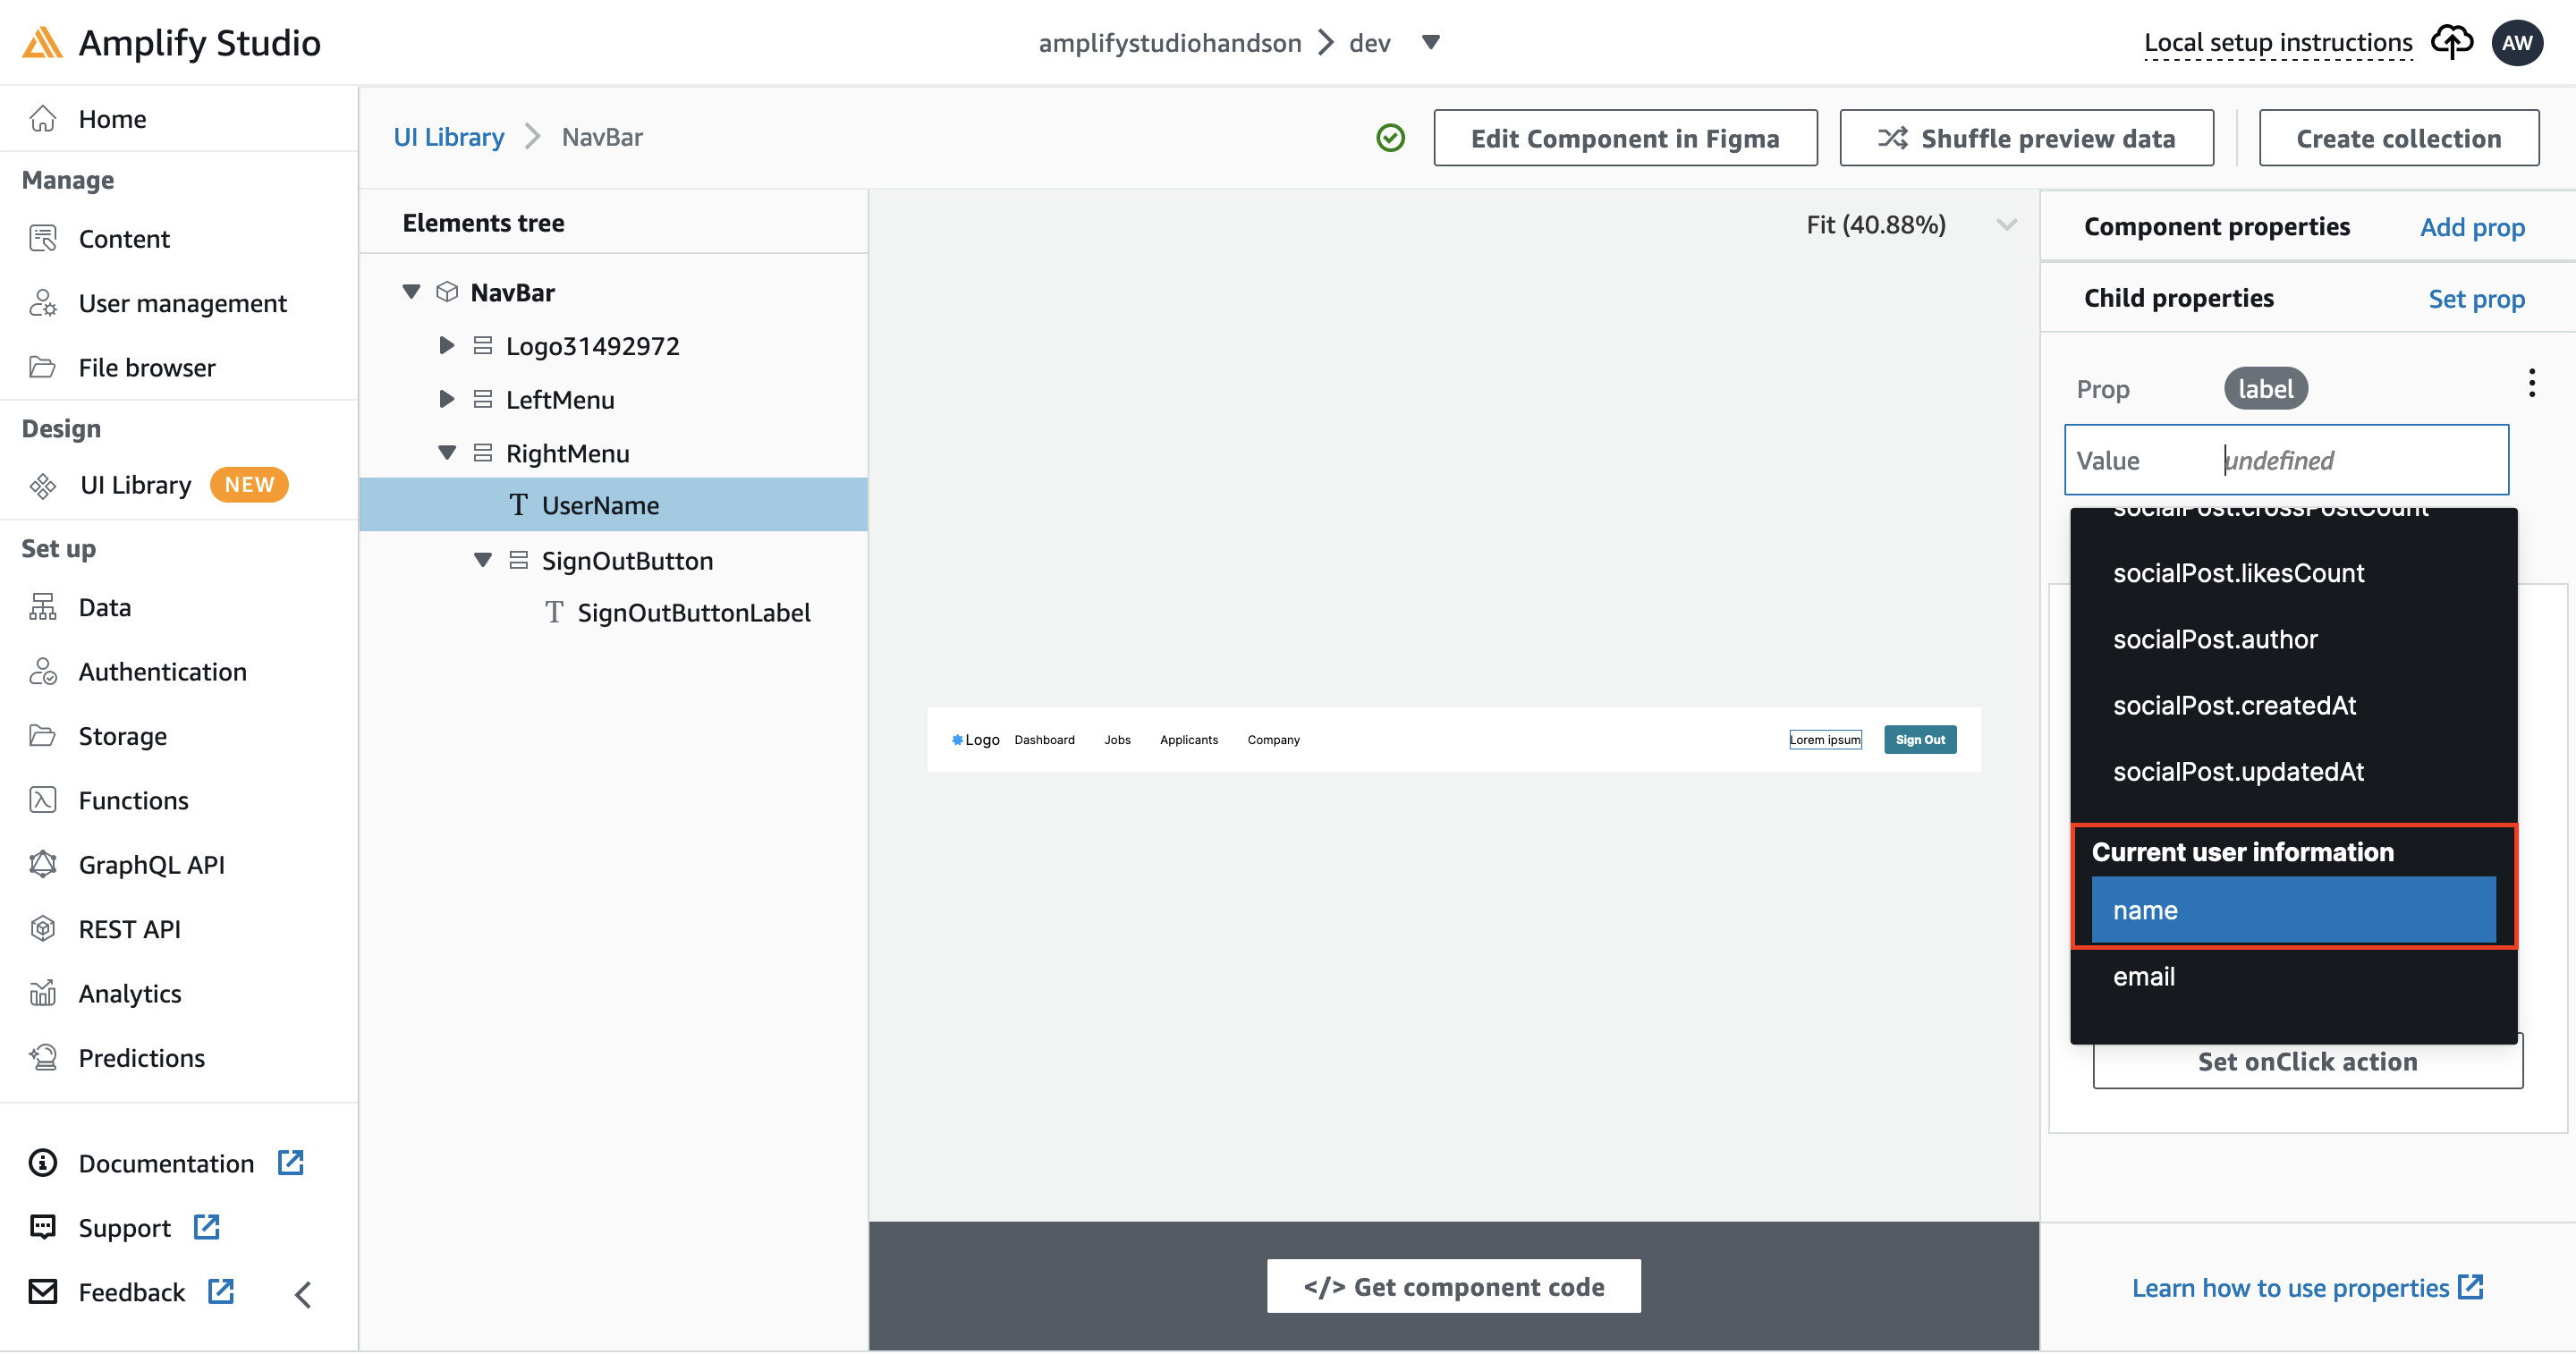 Amplify Studio
amplifystudiohandson > dev
Local setup instructions
AW
Home
Manage
Content
User management
File browser
Design
UI Library NEW
Set up
Data
Authentication
Storage
Functions
GraphQL API
REST API
Analytics
Predictions
Documentation
Support
Feedback
UI Library > NavBar
Edit Component in Figma
Shuffle preview data
Create collection
Elements tree
NavBar
Logo31492972
LeftMenu
RightMenu
T UserName
SignOutButton
T SignOutButtonLabel
Fit (40.88%)
Logo Dashboard Jobs Applicants Company Lorem ipsum Sign Out
</> Get component code
Component properties Add prop
Child properties Set prop
Prop label
Value undefined
socialPost.crossPostCount
socialPost.likesCount
socialPost.author
socialPost.createdAt
socialPost.updatedAt
Current user information
name
email
Set onClick action
Learn how to use properties